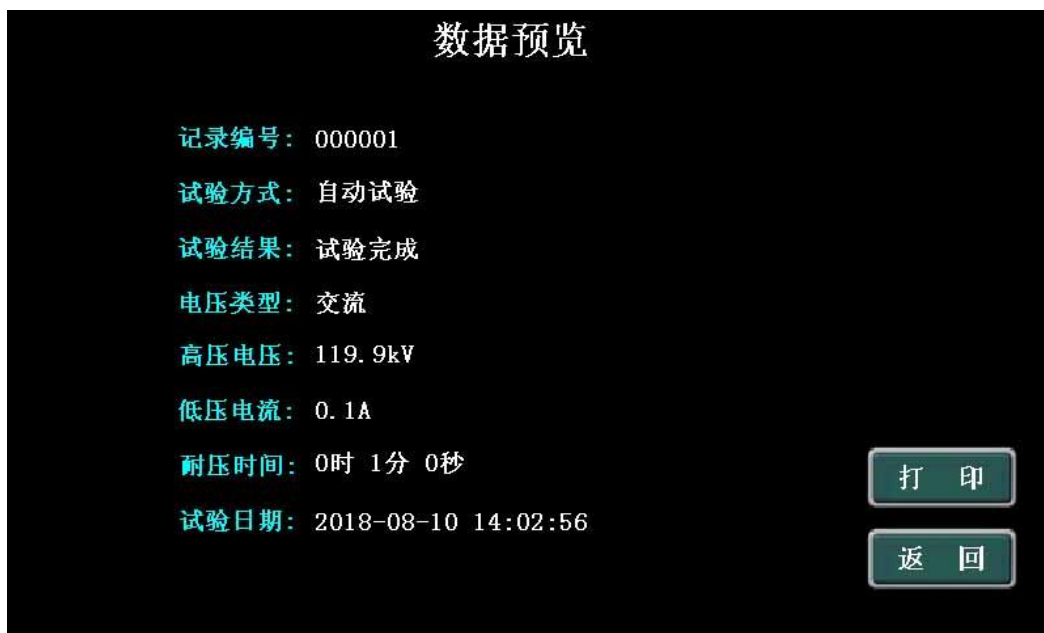 数据预览
记录编号: 000001
试验方式: 自动试验
试验结果: 试验完成
电压类型: 交流
高压电压: 119.9kV
低压电流: 0.1A
耐压时间: 0时 1分 0秒
试验日期: 2018-08-10 14:02:56
打 印
返 回